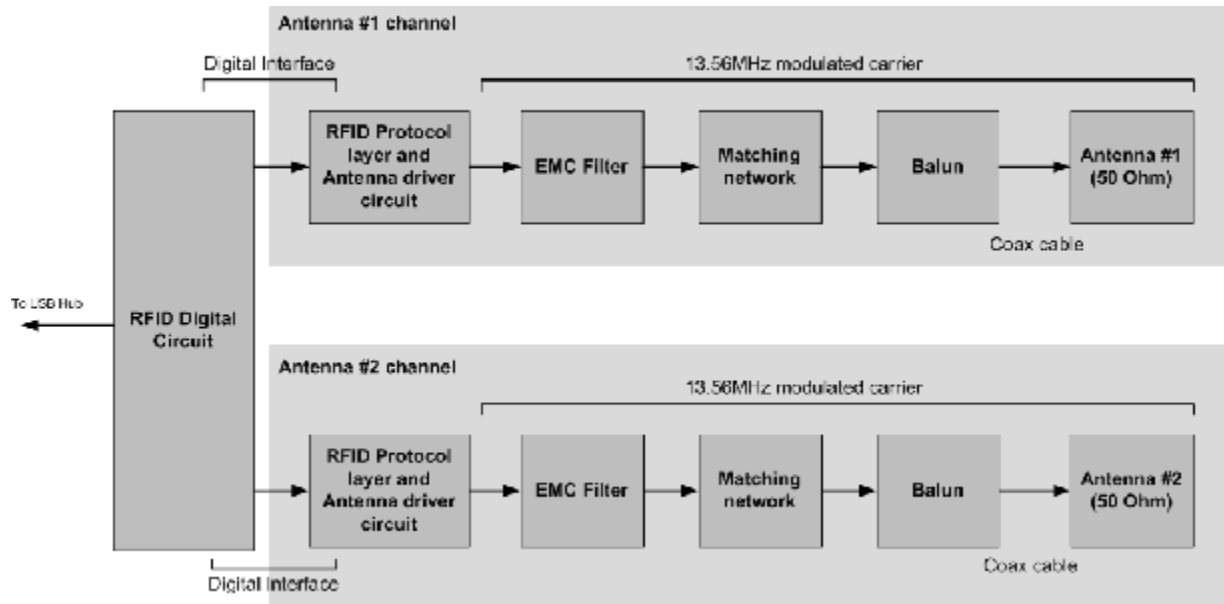 Antenna #1 channel
Digital Interface
13.56MHz modulated carrier
RFID Protocol
layer and
Antenna driver
circuit
EMC Filter
Matching
network
Balun
Antenna #1
(50 Ohm)
Coax cable
To USB Hub
RFID Digital
Circuit
Antenna #2 channel
13.56MHz modulated carrier
RFID Protocol
layer and
Antenna driver
circuit
EMC Filter
Matching
network
Balun
Antenna #2
(50 Ohm)
Coax cable
Digital Interface